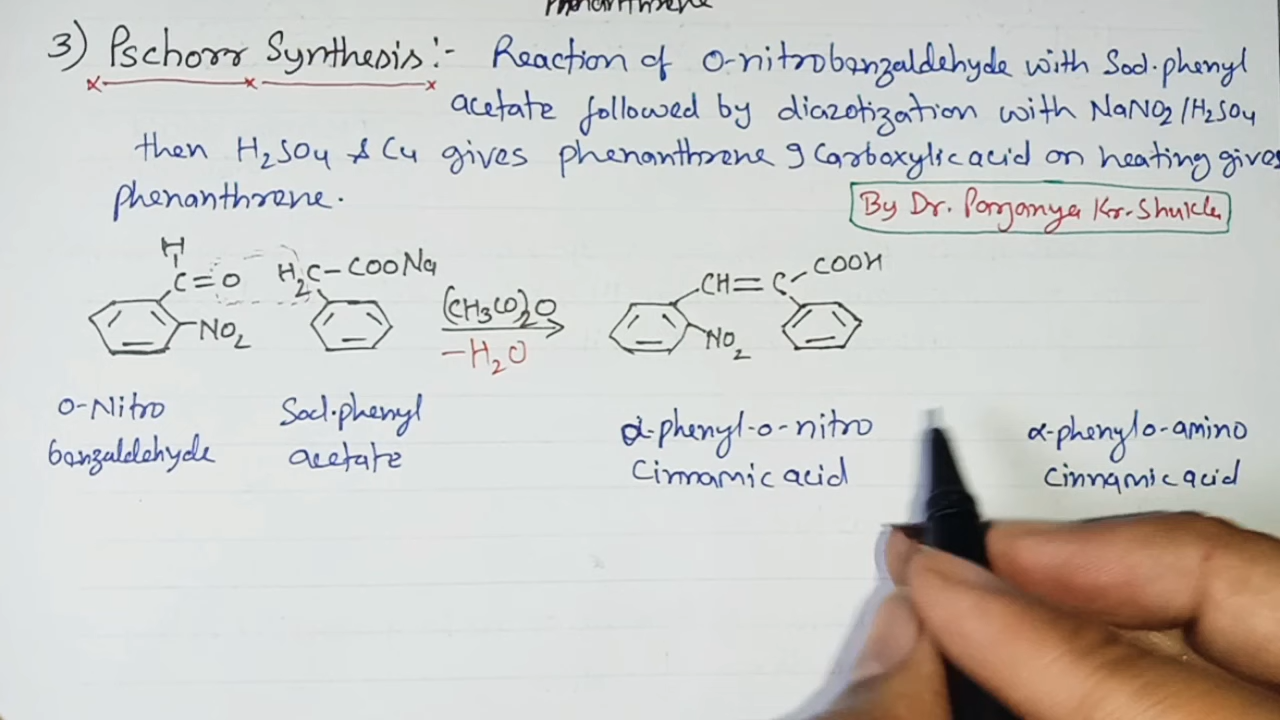 Phenanthrene
3) Pschorr Synthesis :- Reaction of O-nitrobenzaldehyde with Sod.phenyl
acetate followed by diazotization with NaNO2/H2SO4
then H2SO4 & Cu gives phenanthrene 9 Carboxylic acid on heating gives
phenanthrene.
By Dr. Parjanya Kr. Shukla
H
C=O H2C-COONa (CH3CO)2O CH=C COOH
NO2 -H2O NO2
O-Nitro Sod.phenyl α-phenyl-o-nitro α-phenyl o-amino
benzaldehyde acetate Cinnamic acid Cinnamic acid